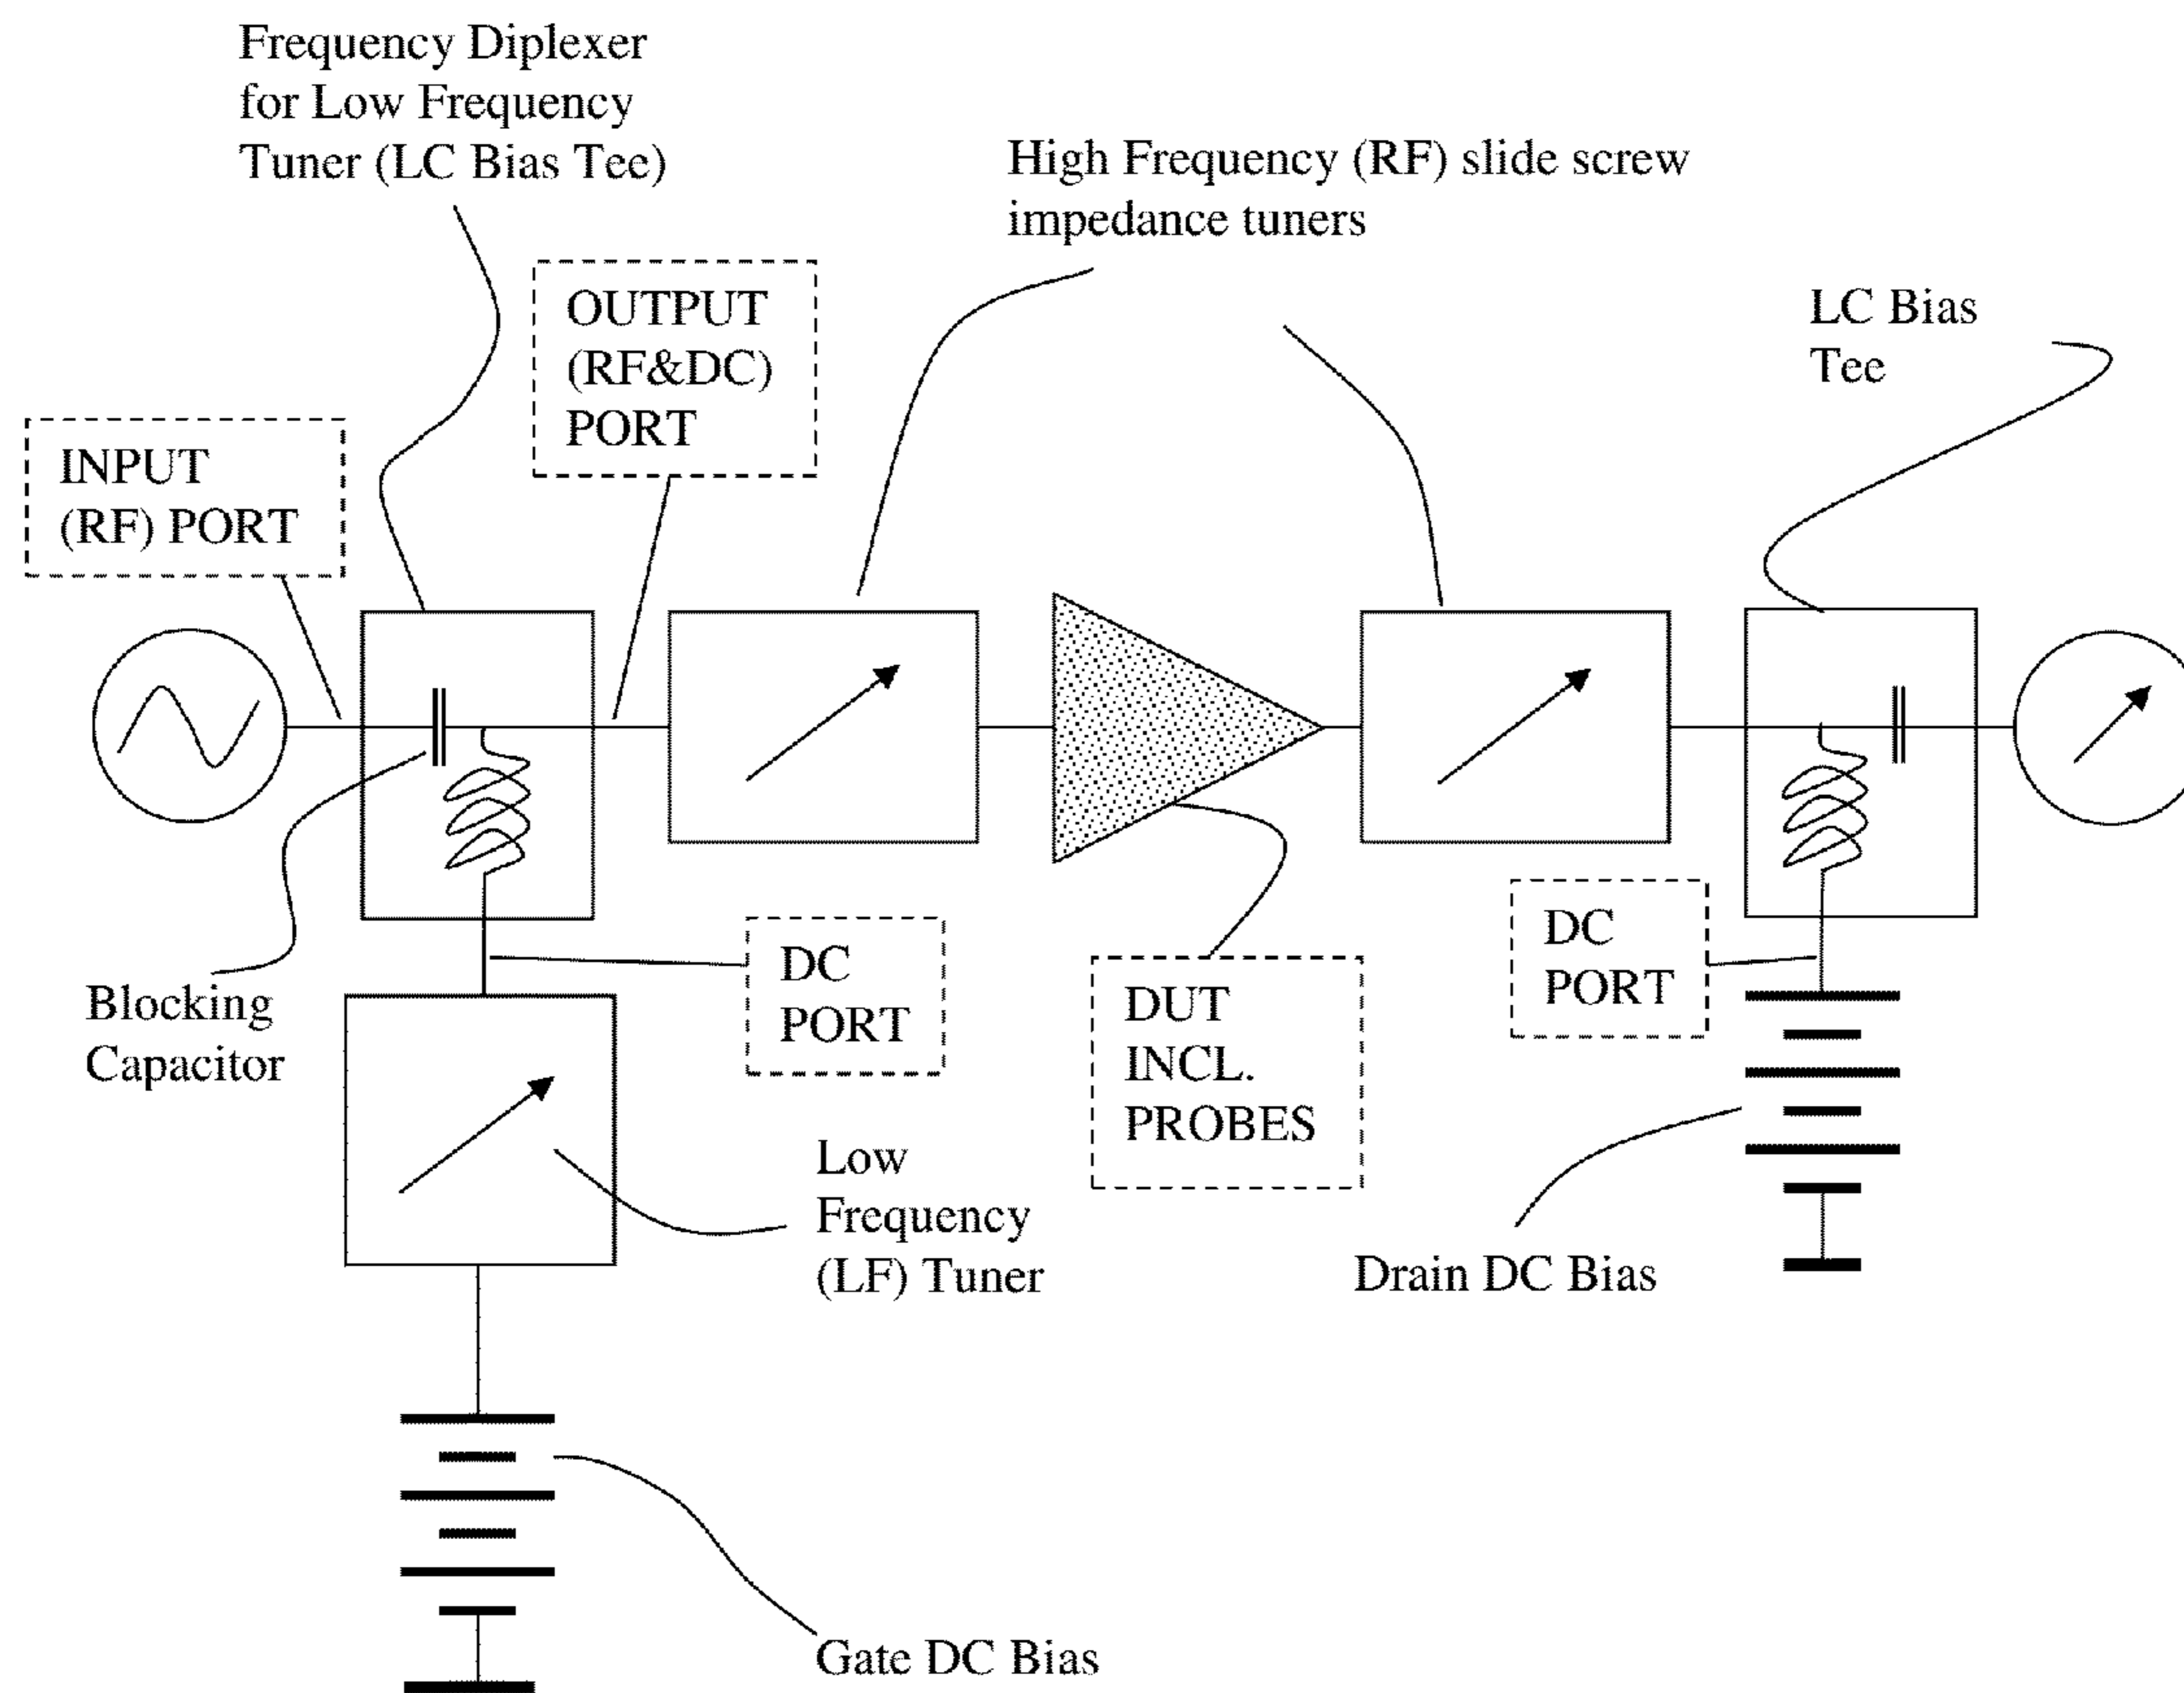 Frequency Diplexer
for Low Frequency
Tuner (LC Bias Tee)
High Frequency (RF) slide screw
impedance tuners
LC Bias
Tee
OUTPUT
(RF&DC)
PORT
INPUT
(RF) PORT
Blocking
Capacitor
DC
PORT
DUT
INCL.
PROBES
DC
PORT
Low
Frequency
(LF) Tuner
Drain DC Bias
Gate DC Bias